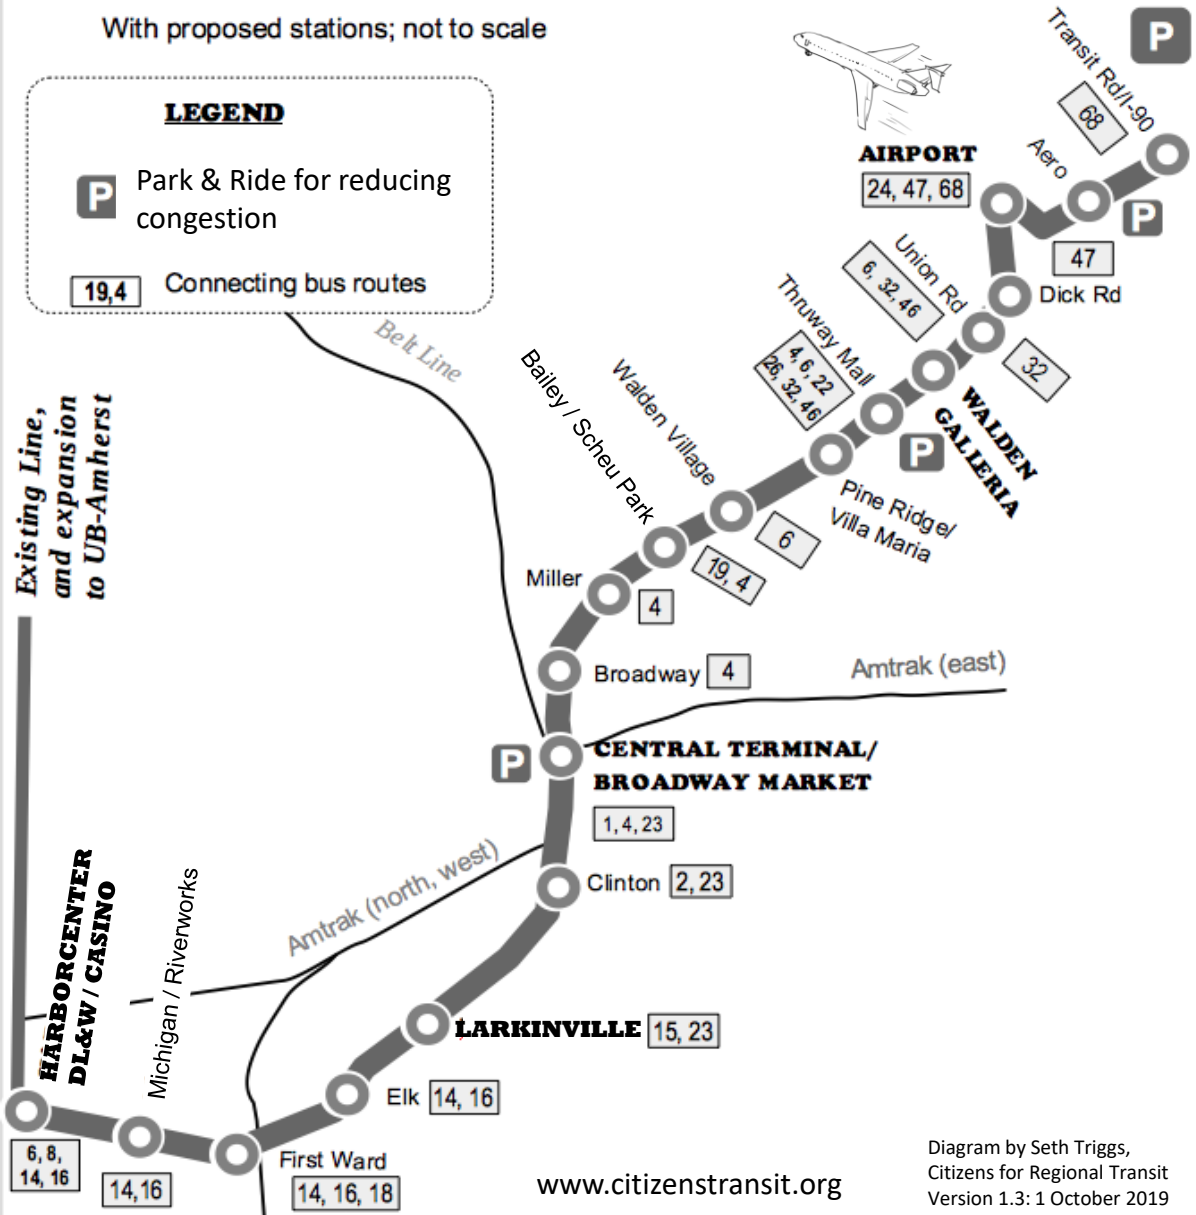 With proposed stations; not to scale
LEGEND
P
Park & Ride for reducing
congestion
19,4
Connecting bus routes
P
Transit Rd/I-90
68
Aero
P
47
AIRPORT
24, 47, 68
Dick Rd
Union Rd
6, 32, 46
32
WALDEN
GALLERIA
Thruway Mall
4, 6, 22
26, 32, 46
P
Pine Ridge/
Villa Maria
Walden Village
6
Bailey / Scheu Park
19, 4
Miller
4
Broadway
4
Belt Line
Amtrak (east)
Existing Line,
and expansion
to UB-Amherst
P
CENTRAL TERMINAL/
BROADWAY MARKET
1, 4, 23
Amtrak (north, west)
Clinton
2, 23
LARKINVILLE
15, 23
Elk
14, 16
First Ward
14, 16, 18
Michigan / Riverworks
14,16
HARBORCENTER
DL&W / CASINO
6, 8,
14, 16
www.citizenstransit.org
Diagram by Seth Triggs,
Citizens for Regional Transit
Version 1.3: 1 October 2019